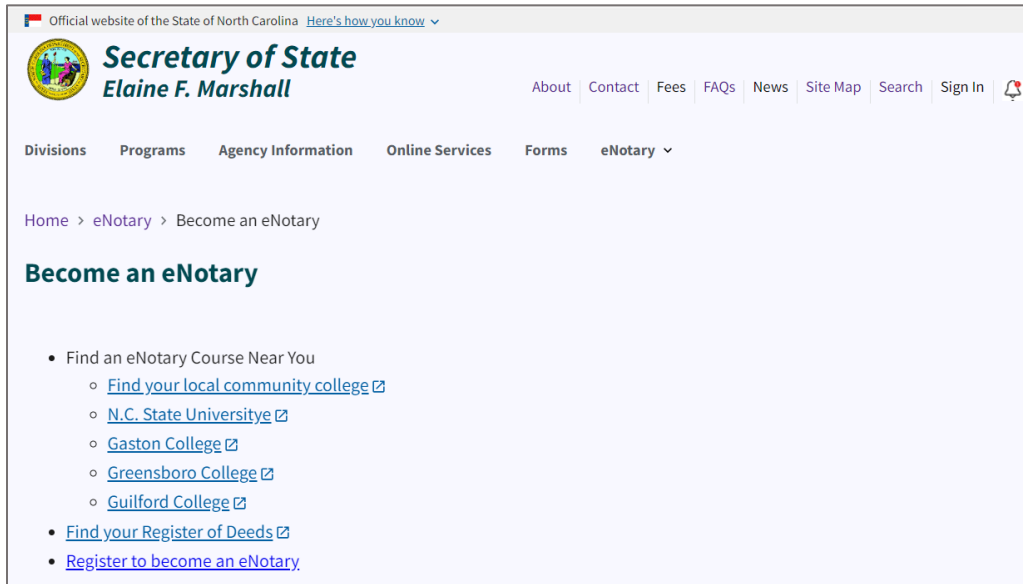 Official website of the State of North Carolina Here's how you know
Secretary of State
Elaine F. Marshall
About Contact Fees FAQs News Site Map Search Sign In
Divisions Programs Agency Information Online Services Forms eNotary
Home > eNotary > Become an eNotary
Become an eNotary
• Find an eNotary Course Near You
◦ Find your local community college
◦ N.C. State Universitye
◦ Gaston College
◦ Greensboro College
◦ Guilford College
• Find your Register of Deeds
• Register to become an eNotary